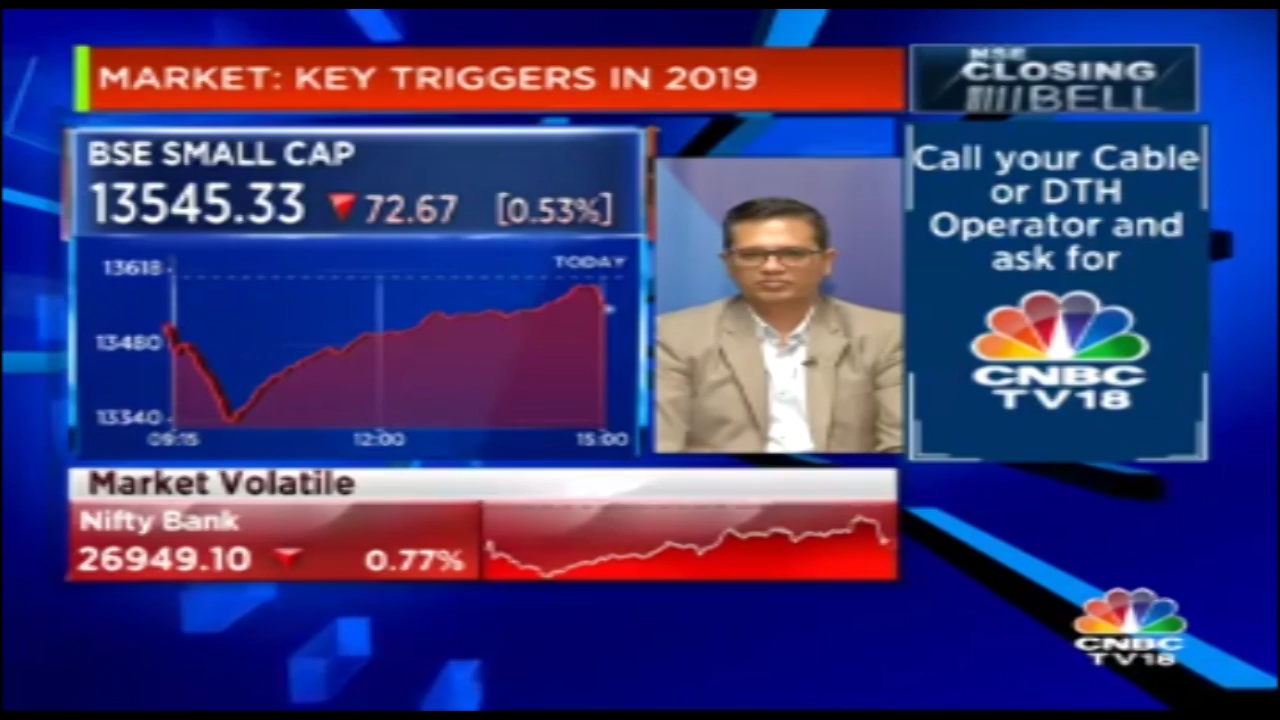 MARKET: KEY TRIGGERS IN 2019
NSE
CLOSING
BELL
BSE SMALL CAP
13545.33 ▼ 72.67 [0.53%]
TODAY
13618
13480
13340
09:15 12:00 15:00
Call your Cable
or DTH
Operator and
ask for
CNBC
TV18
Market Volatile
Nifty Bank
26949.10 ▼ 0.77%
CNBC
TV18